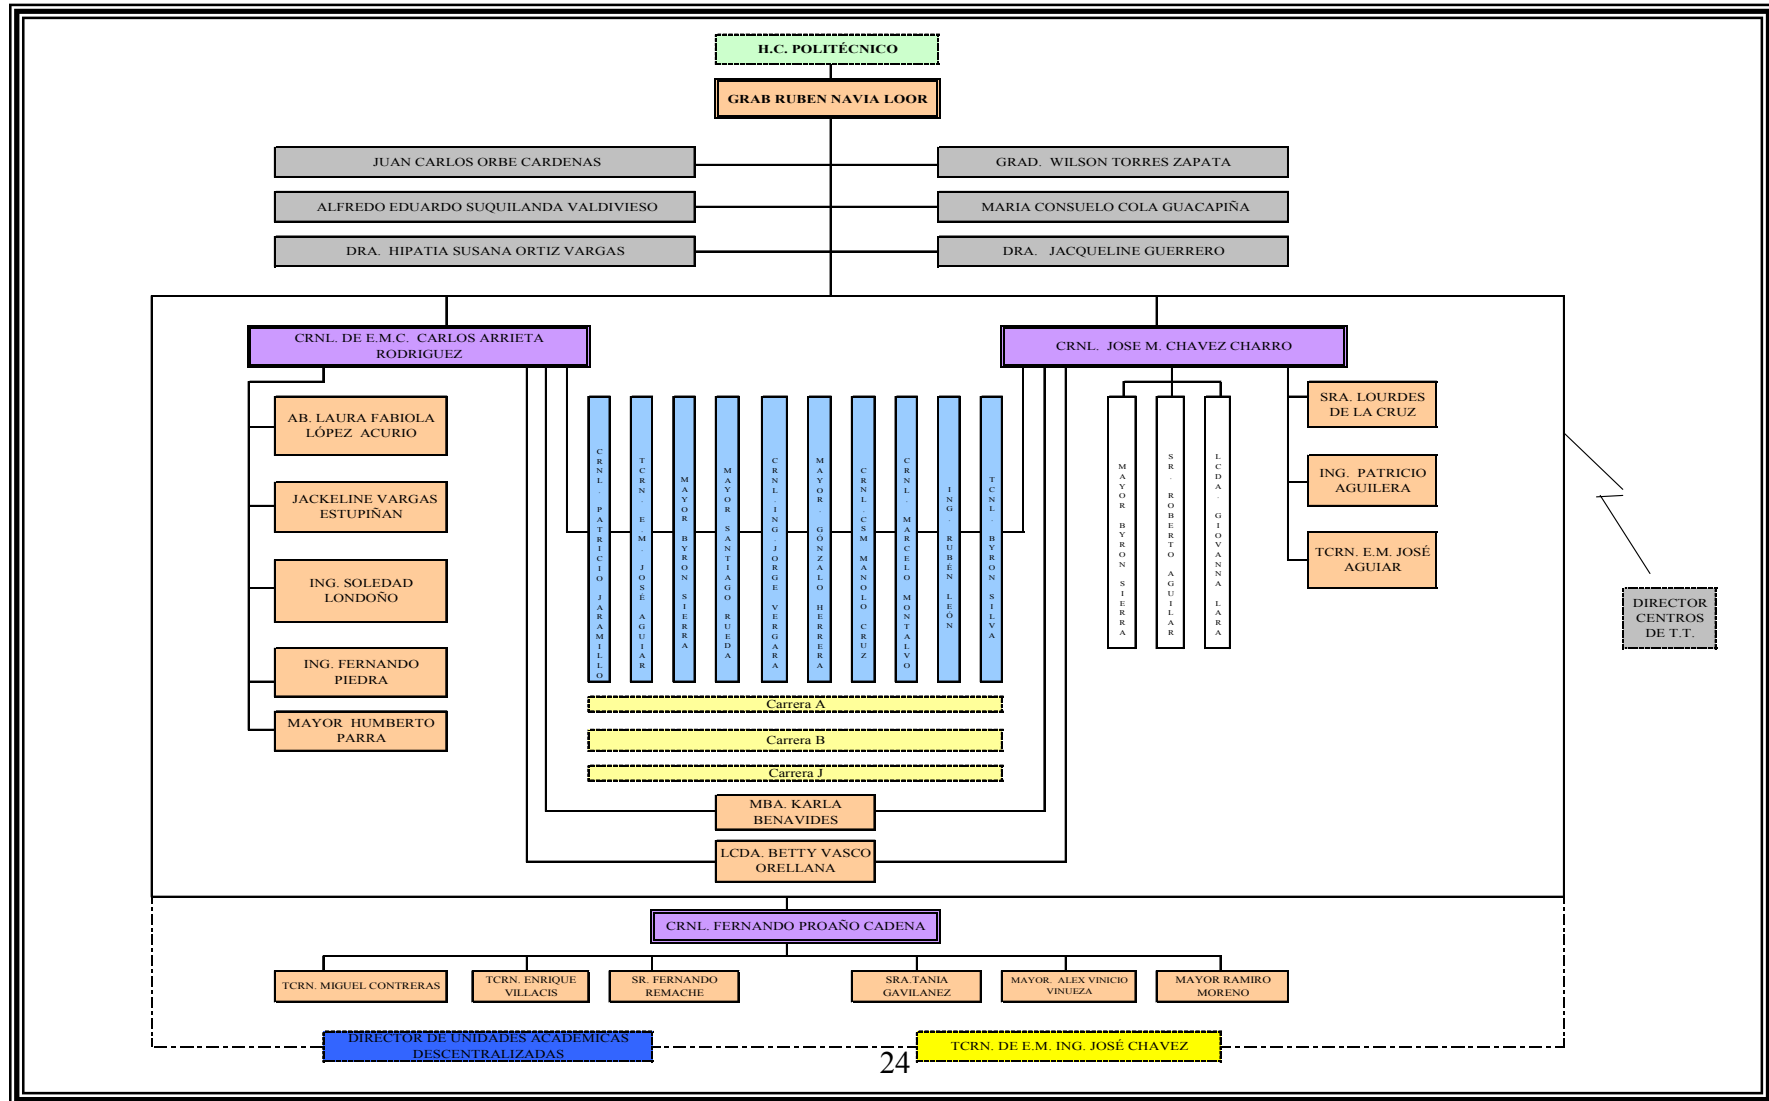 H.C. POLITÉCNICO
GRAB RUBEN NAVIA LOOR
JUAN CARLOS ORBE CARDENAS
GRAD. WILSON TORRES ZAPATA
ALFREDO EDUARDO SUQUILANDA VALDIVIESO
MARIA CONSUELO COLA GUACAPIÑA
DRA. HIPATIA SUSANA ORTIZ VARGAS
DRA. JACQUELINE GUERRERO
CRNL. DE E.M.C. CARLOS ARRIETA
RODRIGUEZ
CRNL. JOSE M. CHAVEZ CHARRO
AB. LAURA FABIOLA
LÓPEZ ACURIO
JACKELINE VARGAS
ESTUPIÑAN
ING. SOLEDAD
LONDOÑO
ING. FERNANDO
PIEDRA
MAYOR HUMBERTO
PARRA
CRNL. PATRICIO JARAMILLO
TCRN. E.M. JOSÉ AGUIAR
MAYOR BYRON SIERRA
MAYOR SANTIAGO RUEDA
CRNL.ING.JORGE VERGARA
MAYOR. GÓNZALO HERRERA
CRNL.CSM MANOLO CRUZ
CRNL. MARCELO MONTALVO
ING. RUBÉN LEÓN
TCNL. BYRON SILVA
MAYOR BYRON SIERRA
SR. ROBERTO AGUILAR
LCDA. GIOVANNA LARA
SRA. LOURDES
DE LA CRUZ
ING. PATRICIO
AGUILERA
TCRN. E.M. JOSÉ
AGUIAR
DIRECTOR
CENTROS
DE T.T.
Carrera A
Carrera B
Carrera J
MBA. KARLA
BENAVIDES
LCDA. BETTY VASCO
ORELLANA
CRNL. FERNANDO PROAÑO CADENA
TCRN. MIGUEL CONTRERAS
TCRN. ENRIQUE
VILLACIS
SR. FERNANDO
REMACHE
SRA.TANIA
GAVILANEZ
MAYOR. ALEX VINICIO
VINUEZA
MAYOR RAMIRO
MORENO
DIRECTOR DE UNIDADES ACADEMICAS
DESCENTRALIZADAS
TCRN. DE E.M. ING. JOSÉ CHAVEZ
24